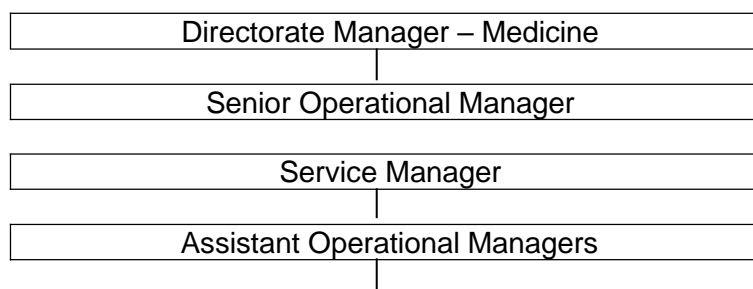 Directorate Manager – Medicine
Senior Operational Manager
Service Manager
Assistant Operational Managers